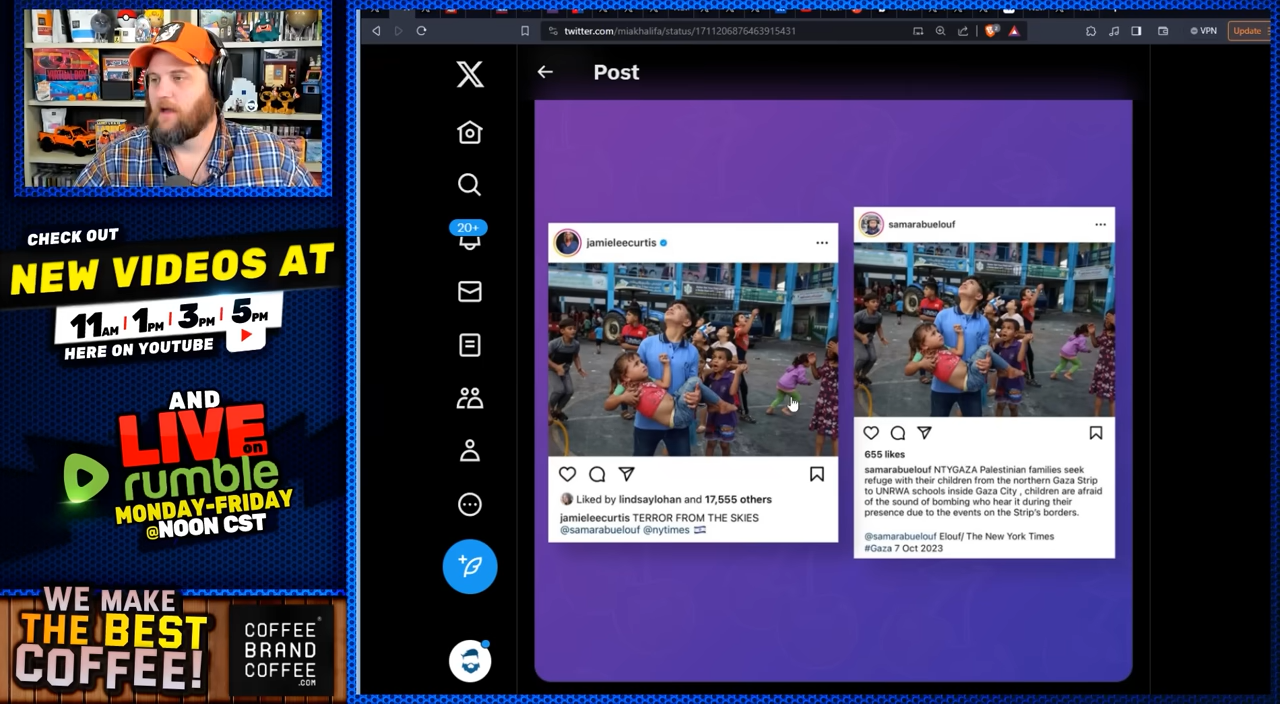 CHECK OUT
NEW VIDEOS AT
11AM | 1PM | 3PM | 5PM
HERE ON YOUTUBE
AND
LIVE on
rumble
MONDAY-FRIDAY
@NOON CST
WE MAKE
THE BEST
COFFEE!
COFFEE
BRAND
COFFEE
.COM
twitter.com/miakhalifa/status/1711206876463915431
VPN
Update
X
Post
20+
jamieleecurtis
Liked by lindsaylohan and 17,555 others
jamieleecurtis TERROR FROM THE SKIES
@samarabuelouf @nytimes
samarabuelouf
655 likes
samarabuelouf NTYGAZA Palestinian families seek
refuge with their children from the northern Gaza Strip
to UNRWA schools inside Gaza City , children are afraid
of the sound of bombing who hear it during their
presence due to the events on the Strip's borders.
@samarabuelouf Elouf/ The New York Times
#Gaza 7 Oct 2023